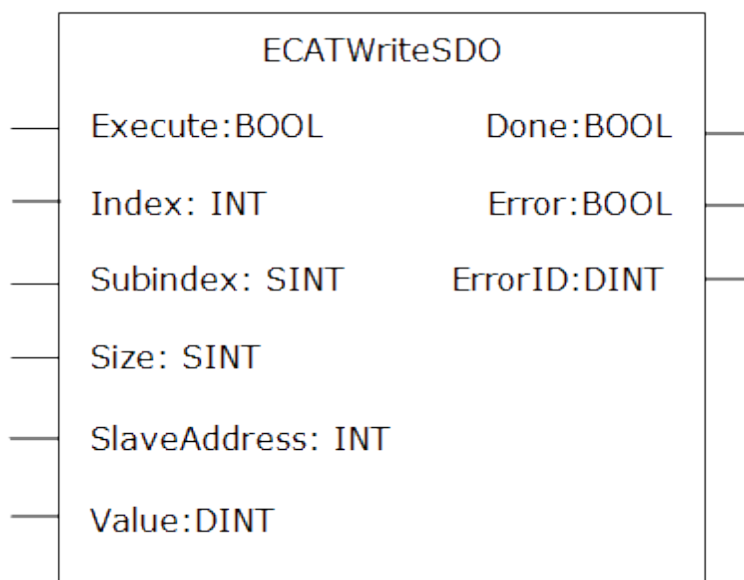 ECATWriteSDO
Execute:BOOL Done:BOOL
Index: INT Error:BOOL
Subindex: SINT ErrorID:DINT
Size: SINT
SlaveAddress: INT
Value:DINT